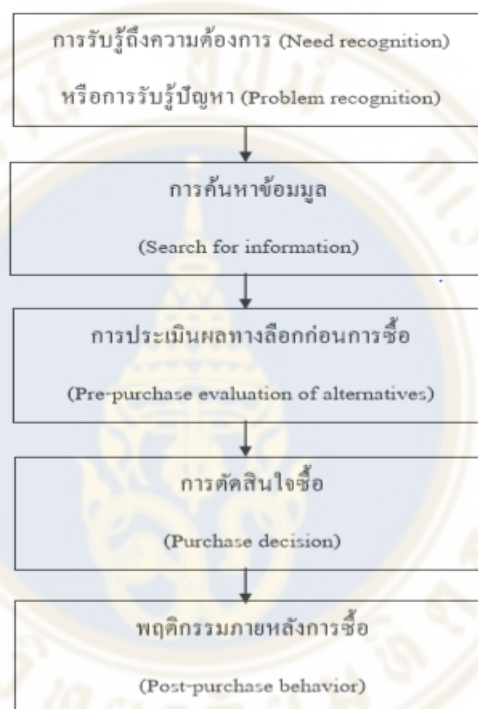 การรับรู้ถึงความต้องการ (Need recognition)
หรือการรับรู้ปัญหา (Problem recognition)
การค้นหาข้อมมูล
(Search for information)
การประเมินผลทางลือกก่อนการซื้อ
(Pre-purchase evaluation of alternatives)
การตัดสินใจซื้อ
(Purchase decision)
พฤติกรรมภายหลังการซื้อ
(Post-purchase behavior)